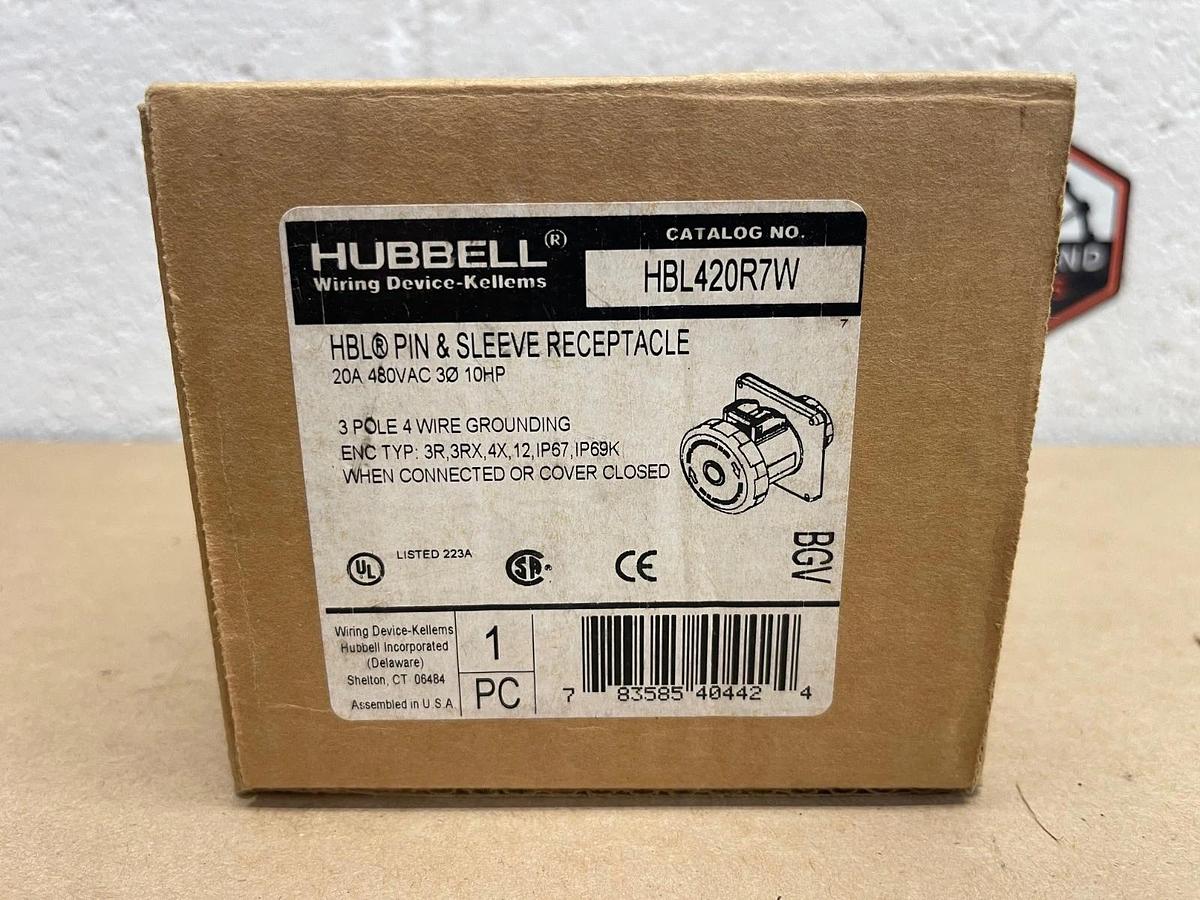 HUBBELL®
Wiring Device-Kellems
CATALOG NO.
HBL420R7W
7
HBL® PIN & SLEEVE RECEPTACLE
20A 480VAC 3Ø 10HP
3 POLE 4 WIRE GROUNDING
ENC TYP: 3R,3RX,4X,12,IP67,IP69K
WHEN CONNECTED OR COVER CLOSED
BGV
UL
LISTED 223A
SA®
CE
Wiring Device-Kellems
Hubbell Incorporated
(Delaware)
Shelton, CT 06484
Assembled in U.S.A
1
PC
7 83585 40442 4